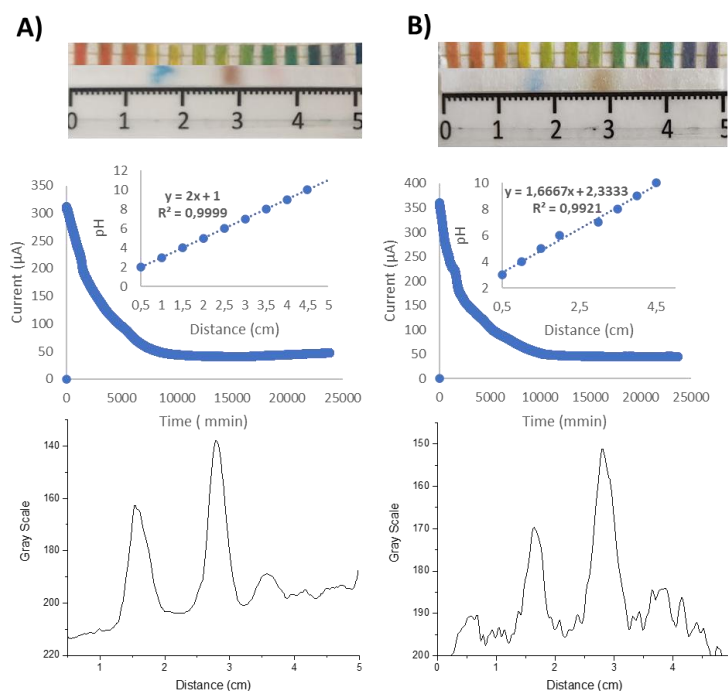 A)
0 1 2 3 4 5
350
300
250
200
150
100
50
0
Current (µA)
12
10
8
6
4
2
0
pH
y = 2x + 1
R² = 0,9999
0,5 1 1,5 2 2,5 3 3,5 4 4,5 5
Distance (cm)
0 5000 10000 15000 20000 25000
Time ( mmin)
140
160
180
200
220
Gray Scale
1 2 3 4 5
Distance (cm)
B)
0 1 2 3 4 5
400
350
300
250
200
150
100
50
0
Current (µA)
10
8
6
4
2
pH
y = 1,6667x + 2,3333
R² = 0,9921
0,5 2,5 4,5
Distance (cm)
0 5000 10000 15000 20000 25000
Time (mmin)
150
160
170
180
190
200
Gray Scale
0 1 2 3 4
Distance (cm)